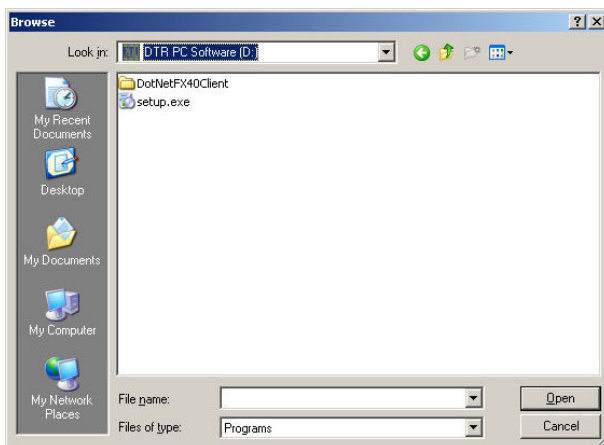 Browse
Look in: DTR PC Software (D:)
DotNetFX40Client
setup.exe
My Recent
Documents
Desktop
My Documents
My Computer
My Network
Places
File name:
Open
Files of type: Programs
Cancel